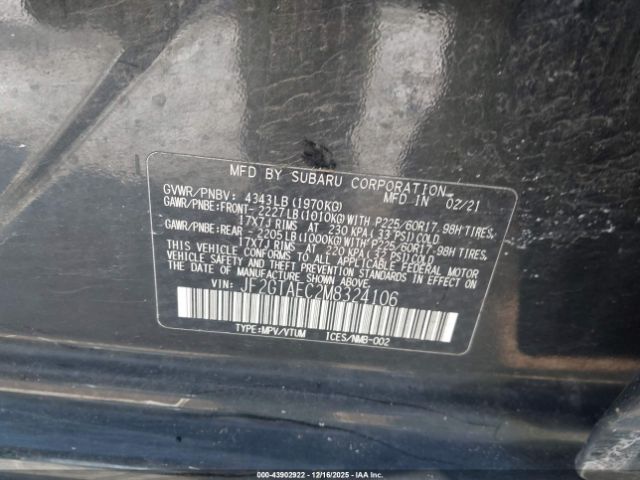 MFD BY SUBARU CORPORATION
MFD IN 02/21
GVWR/PNBV: 4343LB(1970KG)
GAWR/PNBE:FRONT- 2227LB(1010KG)WITH P225/60R17,98H TIRES,
17X7J RIMS AT 230 KPA(33 PSI)COLD
GAWR/PNBE:REAR - 2205LB(1000KG)WITH P225/60R17,98H TIRES,
17X7J RIMS AT 220 KPA(32 PSI)COLD
THIS VEHICLE CONFORMS TO ALL APPLICABLE FEDERAL MOTOR
VEHICLE SAFETY AND BUMPER STANDARDS IN EFFECT ON
THE DATE OF MANUFACTURE SHOWN ABOVE.
VIN: JF2GTAEC2M8324106
TYPE:MPV/VTUM ICES/NMB-002
000-43902922 | 12/16/2025 | © IAA Holdings, LLC